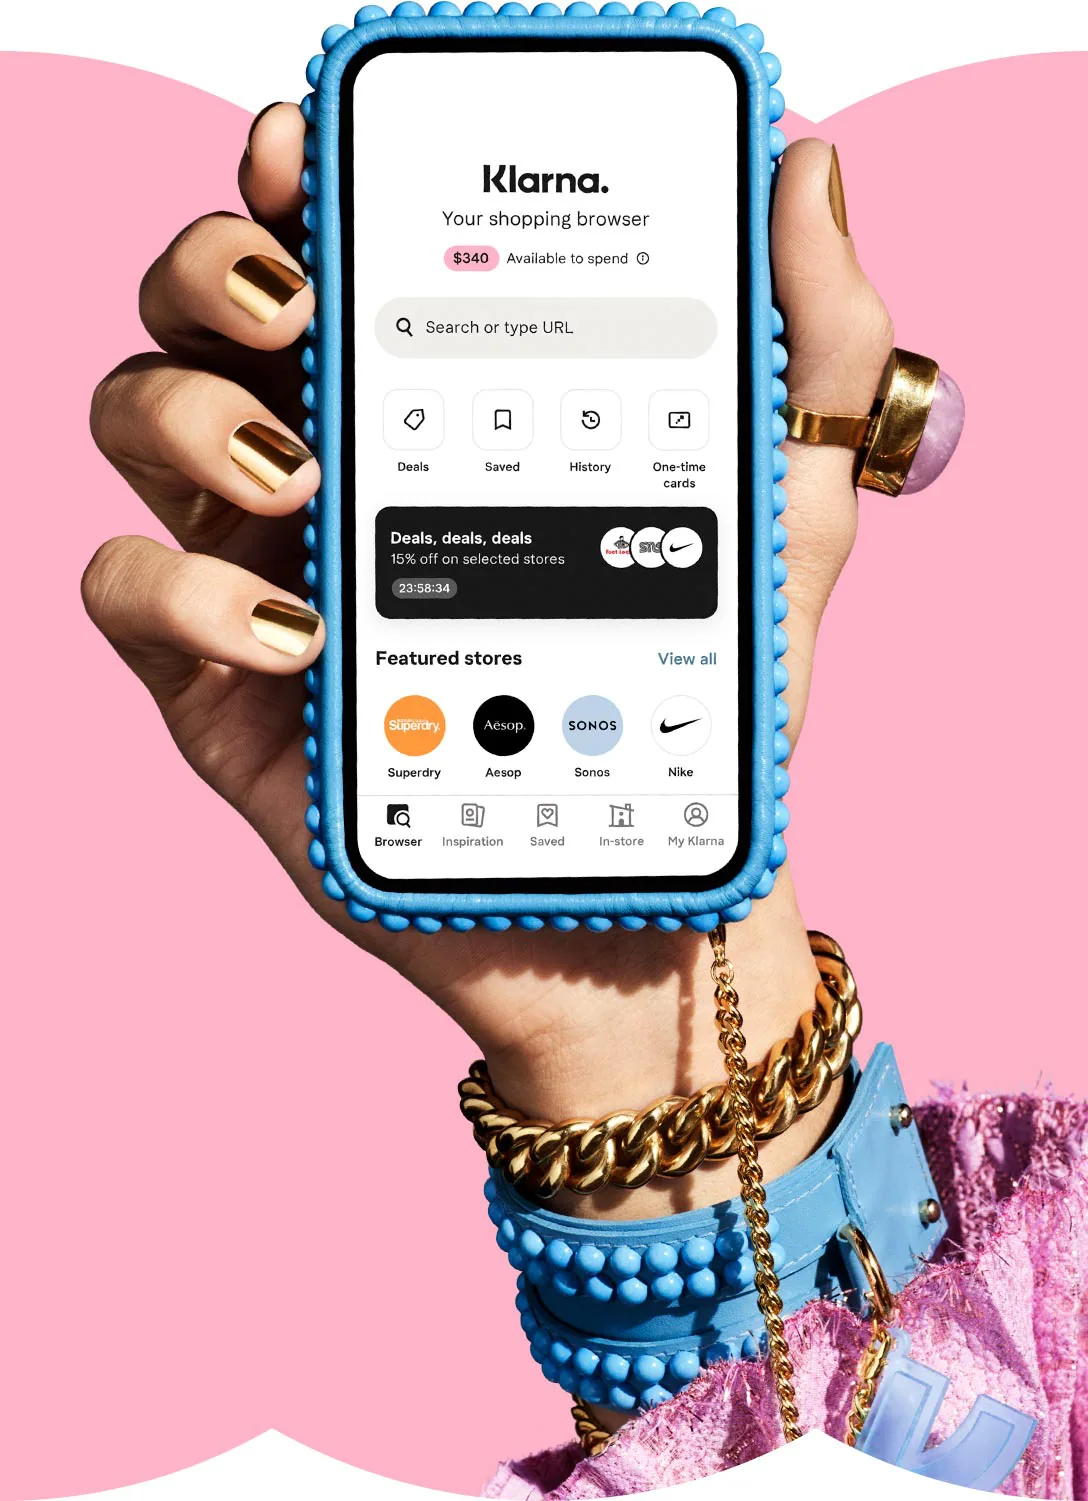 Klarna.
Your shopping browser
$340 Available to spend
Search or type URL
Deals Saved History One-time
cards
Deals, deals, deals
15% off on selected stores
23:58:34
Featured stores View all
Superdry. Aēsop. SONOS
Superdry Aesop Sonos Nike
Browser Inspiration Saved In-store My Klarna